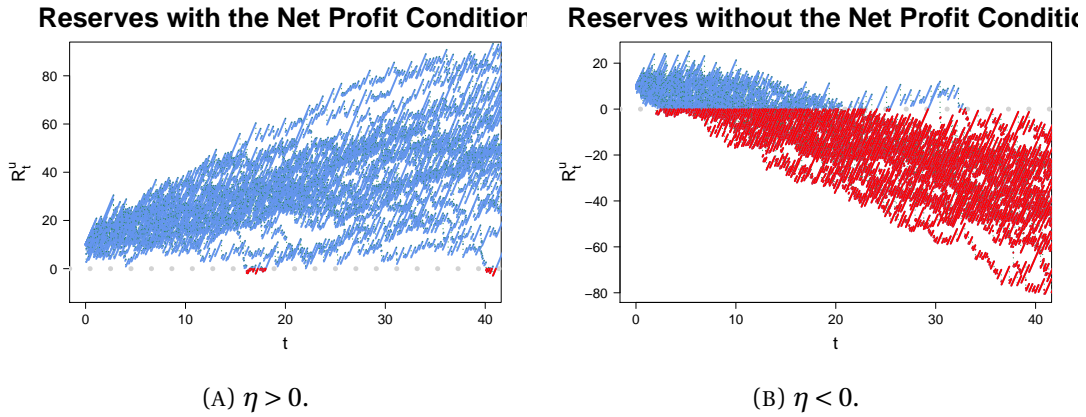 Reserves with the Net Profit Condition
80
60
40
20
0
R_t^u
0 10 20 30 40
t
(A) η > 0.
Reserves without the Net Profit Conditio
20
0
−20
−40
−60
−80
R_t^u
0 10 20 30 40
t
(B) η < 0.